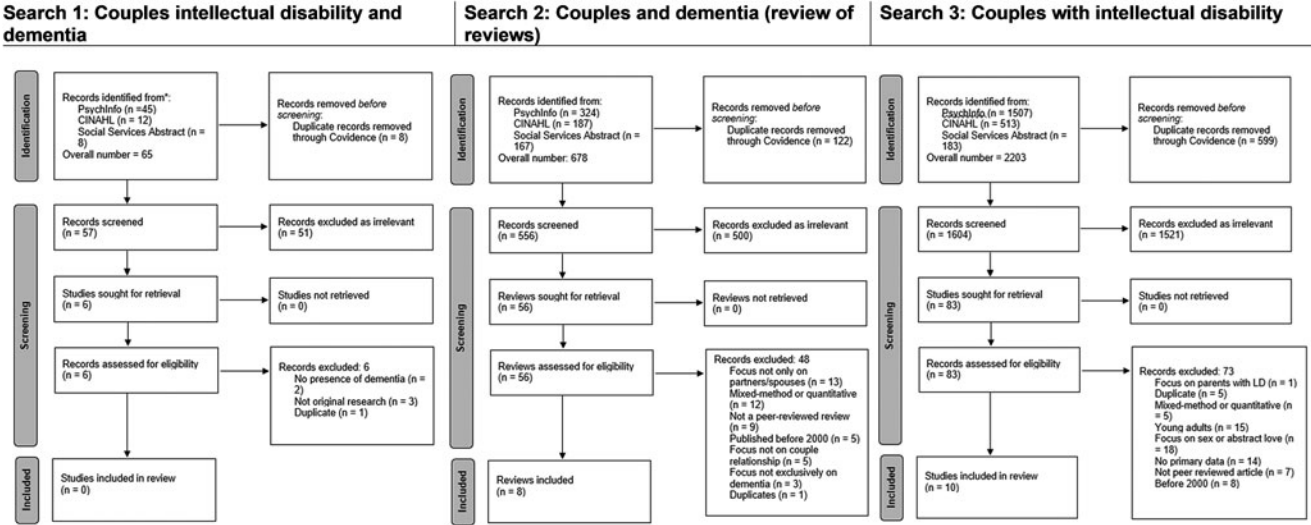 Search 1: Couples intellectual disability and
dementia
Identification
Records identified from*:
PsychInfo (n =45)
CINAHL (n = 12)
Social Services Abstract (n =
8)
Overall number = 65
Records removed before
screening:
Duplicate records removed
through Covidence (n = 8)
Screening
Records screened
(n = 57)
Records excluded as irrelevant
(n = 51)
Studies sought for retrieval
(n = 6)
Studies not retrieved
(n = 0)
Records assessed for eligibility
(n = 6)
Records excluded: 6
No presence of dementia (n =
2)
Not original research (n = 3)
Duplicate (n = 1)
Included
Studies included in review
(n = 0)
Search 2: Couples and dementia (review of
reviews)
Identification
Records identified from:
PsychInfo (n = 324)
CINAHL (n = 187)
Social Services Abstract (n
=167)
Overall number: 678
Records removed before
screening:
Duplicate records removed
through Covidence (n = 122)
Screening
Records screened
(n = 556)
Records excluded as irrelevant
(n = 500)
Reviews sought for retrieval
(n = 56)
Reviews not retrieved
(n = 0)
Reviews assessed for eligibility
(n = 56)
Records excluded: 48
Focus not only on
partners/spouses (n = 13)
Mixed-method or quantitative
(n = 12)
Not a peer-reviewed review
(n = 9)
Published before 2000 (n = 5)
Focus not on couple
relationship (n = 5)
Focus not exclusively on
dementia (n = 3)
Duplicates (n = 1)
Included
Reviews included
(n = 8)
Search 3: Couples with intellectual disability
Identification
Records identified from:
PsychInfo (n = 1507)
CINAHL (n = 513)
Social Services Abstract (n =
183)
Overall number = 2203
Records removed before
screening:
Duplicate records removed
through Covidence (n = 599)
Screening
Records screened
(n = 1604)
Records excluded as irrelevant
(n = 1521)
Studies sought for retrieval
(n = 83)
Studies not retrieved
(n = 0)
Records assessed for eligibility
(n = 83)
Records excluded: 73
Focus on parents with LD (n = 1)
Duplicate (n = 5)
Mixed-method or quantitative (n
= 5)
Young adults (n = 15)
Focus on sex or abstract love (n
= 18)
No primary data (n = 14)
Not peer reviewed article (n = 7)
Before 2000 (n = 8)
Included
Studies included in review
(n = 10)